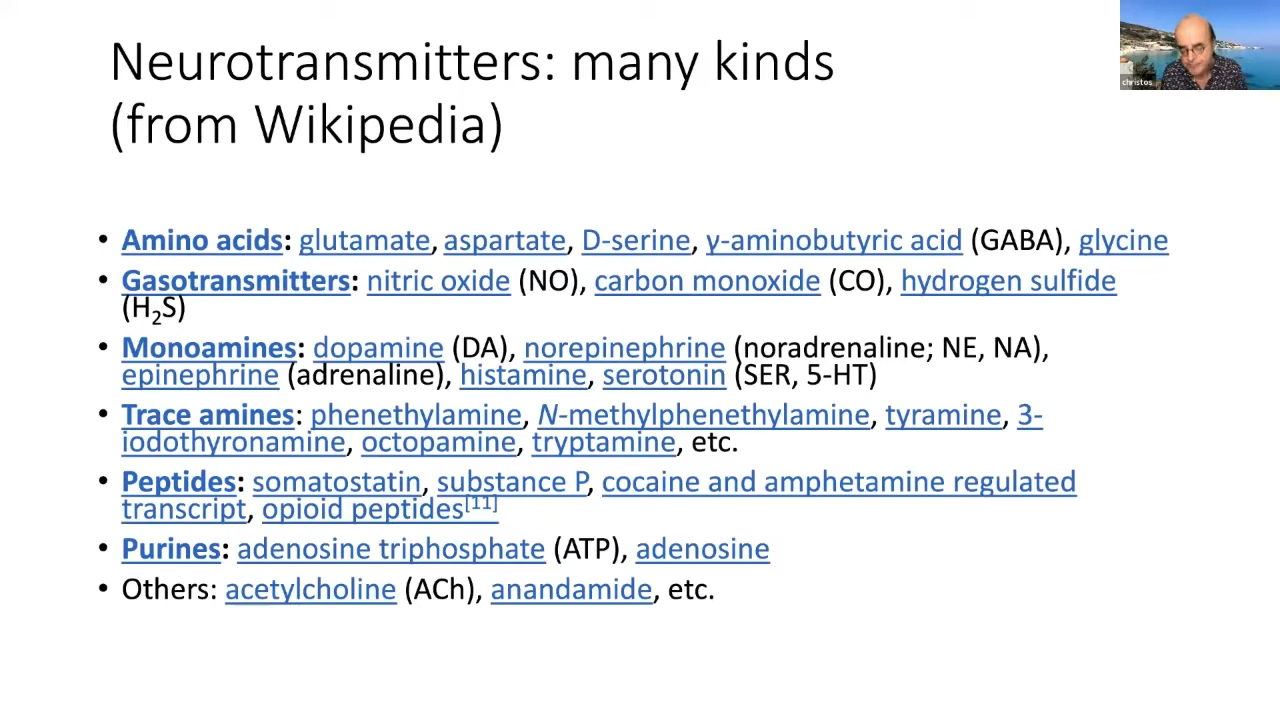 Neurotransmitters: many kinds
(from Wikipedia)
christos
• Amino acids: glutamate, aspartate, D-serine, γ-aminobutyric acid (GABA), glycine
• Gasotransmitters: nitric oxide (NO), carbon monoxide (CO), hydrogen sulfide
(H₂S)
• Monoamines: dopamine (DA), norepinephrine (noradrenaline; NE, NA),
epinephrine (adrenaline), histamine, serotonin (SER, 5-HT)
• Trace amines: phenethylamine, N-methylphenethylamine, tyramine, 3-
iodothyronamine, octopamine, tryptamine, etc.
• Peptides: somatostatin, substance P, cocaine and amphetamine regulated
transcript, opioid peptides[11]
• Purines: adenosine triphosphate (ATP), adenosine
• Others: acetylcholine (ACh), anandamide, etc.